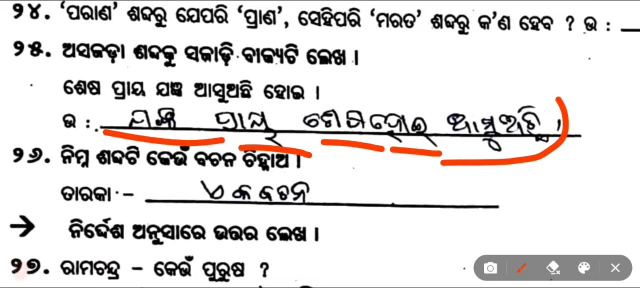 ୨୪. ‘ପରାଣ’ ଶବ୍ଦରୁ ଯେପରି ‘ପ୍ରାଣ’, ସେହିପରି ‘ମରତ’ ଶବ୍ଦରୁ କ’ଣ ହେବ ? ଉ : __
୨୫. ଅସଜଡ଼ା ଶବ୍ଦକୁ ସଜାଡ଼ି ବାକ୍ୟଟି ଲେଖ ।
ଶେଷ ପ୍ରାୟ ଯଜ୍ଞ ଆସୁଅଛି ହୋଇ ।
ଉ : ଯଜ୍ଞ ପ୍ରାୟ ଶେଷ ହୋଇ ଆସୁଅଛି ।
୨୬. ନିମ୍ନ ଶବ୍ଦଟି କେଉଁ ବଚନ ଚିହ୍ନାଅ ।
ତାରକା - ଏକ ବଚନ
→ ନିର୍ଦ୍ଦେଶ ଅନୁସାରେ ଉତ୍ତର ଲେଖ ।
୨୭. ରାମଚନ୍ଦ୍ର – କେଉଁ ପୁରୁଷ ?